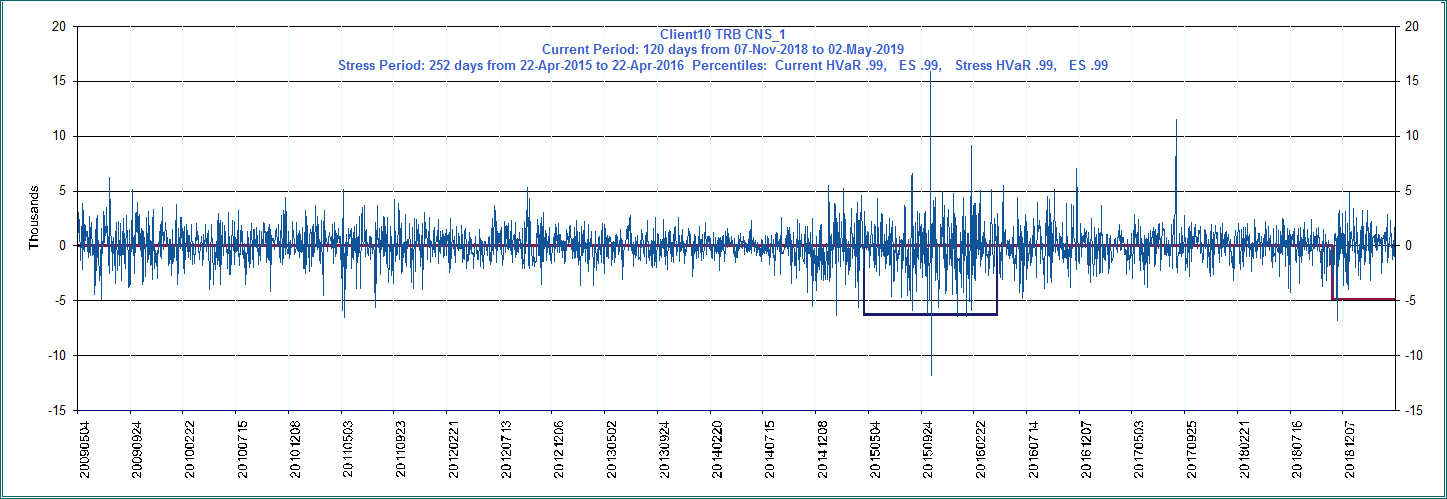 Client10 TRB CNS_1
Current Period: 120 days from 07-Nov-2018 to 02-May-2019
Stress Period: 252 days from 22-Apr-2015 to 22-Apr-2016 Percentiles: Current HVaR .99, ES .99, Stress HVaR .99, ES .99
20 20
15 15
10 10
5 5
Thousands
0 0
-5 -5
-10 -10
-15 -15
20090504 20090924 20100222 20100715 20101208 20110503 20110923 20120221 20120713 20121206 20130502 20130924 20140220 20140715 20141208 20150504 20150924 20160222 20160714 20161207 20170503 20170925 20180221 20180716 20181207